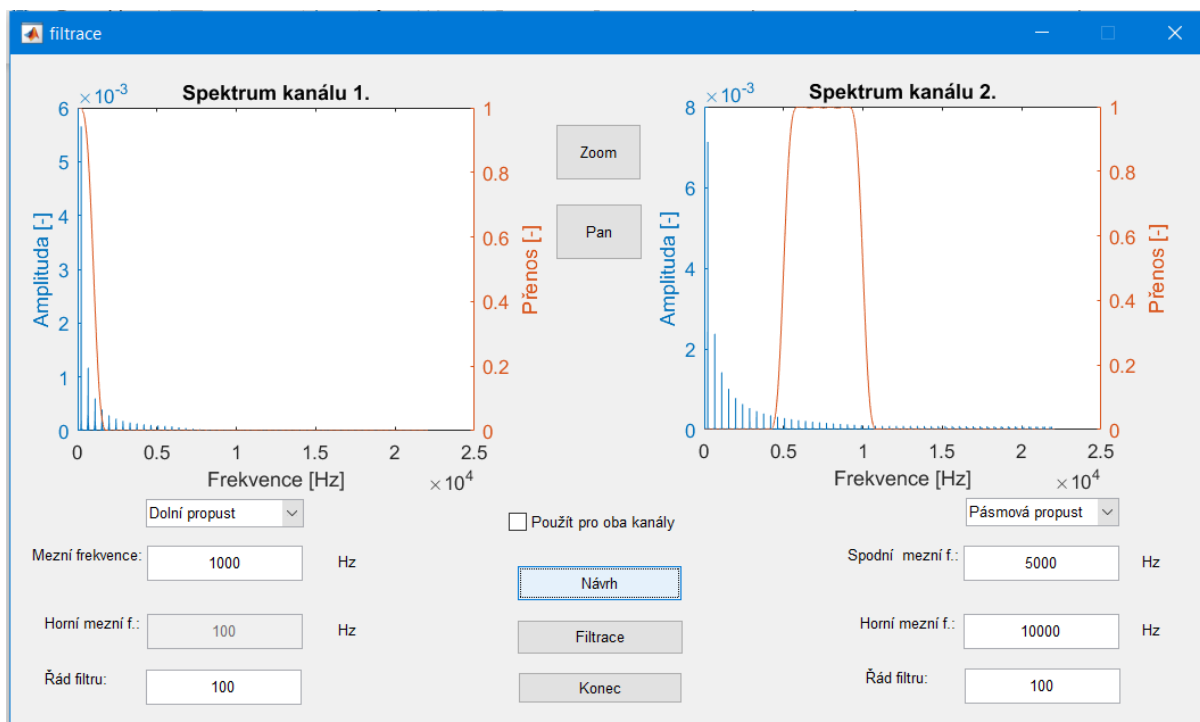 filtrace
Spektrum kanálu 1.
×10⁻³
6
5
4
3
2
1
0
Amplituda [-]
1
0.8
0.6
0.4
0.2
0
Přenos [-]
0 0.5 1 1.5 2 2.5
Frekvence [Hz]
×10⁴
Zoom
Pan
Spektrum kanálu 2.
×10⁻³
8
6
4
2
0
Amplituda [-]
1
0.8
0.6
0.4
0.2
0
Přenos [-]
0 0.5 1 1.5 2 2.5
Frekvence [Hz]
×10⁴
Dolní propust
Mezní frekvence: 1000 Hz
Horní mezní f.: 100 Hz
Řád filtru: 100
Použít pro oba kanály
Návrh
Filtrace
Konec
Pásmová propust
Spodní mezní f.: 5000 Hz
Horní mezní f.: 10000 Hz
Řád filtru: 100